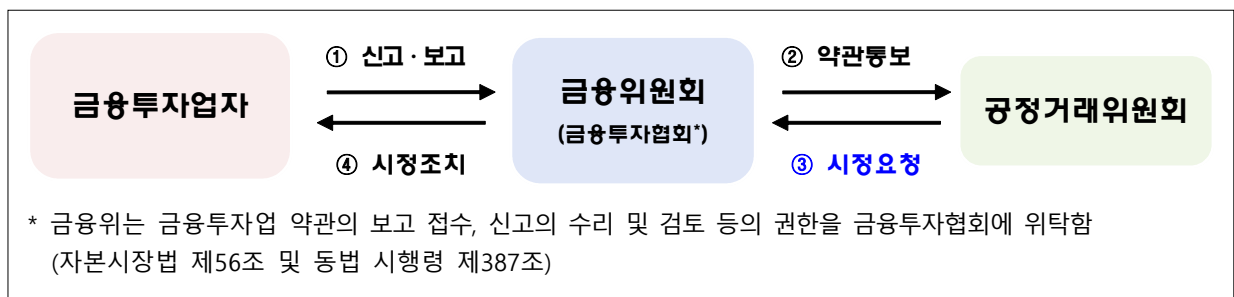 금융투자업자
① 신고·보고
④ 시정조치
금융위원회
(금융투자협회*)
② 약관통보
③ 시정요청
공정거래위원회
* 금융위는 금융투자업 약관의 보고 접수, 신고의 수리 및 검토 등의 권한을 금융투자협회에 위탁함
(자본시장법 제56조 및 동법 시행령 제387조)